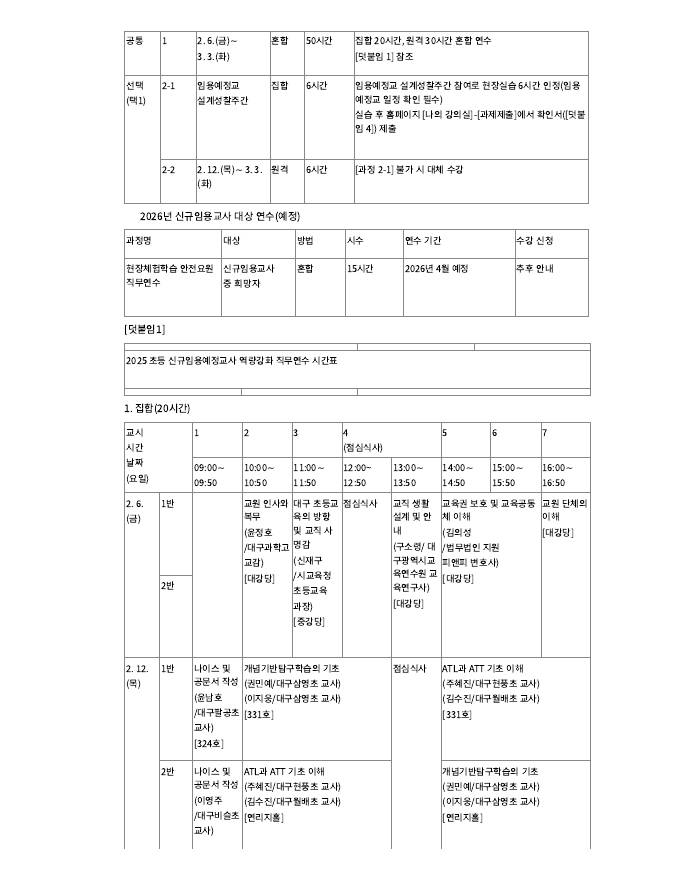 공통
1
2. 6.(금)~
3. 3.(화)
혼합
50시간
집합 20시간, 원격 30시간 혼합 연수
[덧붙임 1] 참조
선택
(택1)
2-1
임용예정교
설계성찰주간
집합
6시간
임용예정교 설계성찰주간 참여로 현장실습 6시간 인정(임용
예정교 일정 확인 필수)
실습 후 홈페이지 [나의 강의실]-[과제제출]에서 확인서([덧붙
임 4]) 제출
2-2
2. 12.(목)~ 3. 3.
(화)
원격
6시간
[과정 2-1] 불가 시 대체 수강
2026년 신규임용교사 대상 연수(예정)
과정명
대상
방법
시수
연수 기간
수강 신청
현장체험학습 안전요원
직무연수
신규임용교사
중 희망자
혼합
15시간
2026년 4월 예정
추후 안내
[덧붙임1]
2025 초등 신규임용예정교사 역량강화 직무연수 시간표
1. 집합(20시간)
교시
시간
날짜
(요일)
1
2
3
4
(점심식사)
5
6
7
09:00~
09:50
10:00~
10:50
11:00~
11:50
12:00~
12:50
13:00~
13:50
14:00~
14:50
15:00~
15:50
16:00~
16:50
2. 6.
(금)
1반
2반
교원 인사와
복무
(윤정호
/대구과학고
교감)
[대강당]
대구 초등교
육의 방향
및 교직 사
명감
(신재구
/시교육청
초등교육
과장)
[중강당]
점심식사
교직 생활
설계 및 안
내
(구소령/ 대
구광역시교
육연수원 교
육연구사)
[대강당]
교육권 보호 및 교육공동
체 이해
(김의성
/법무법인 지원
피앤피 변호사)
[대강당]
교원 단체의
이해
[대강당]
2. 12.
(목)
1반
나이스 및
공문서 작성
(윤남호
/대구팔공초
교사)
[324호]
개념기반탐구학습의 기초
(권민예/대구삼영초 교사)
(이지웅/대구삼영초 교사)
[331호]
점심식사
ATL과 ATT 기초 이해
(주혜진/대구현풍초 교사)
(김수진/대구월배초 교사)
[331호]
2반
나이스 및
공문서 작성
(이영주
/대구비슬초
교사)
ATL과 ATT 기초 이해
(주혜진/대구현풍초 교사)
(김수진/대구월배초 교사)
[연리지홀]
개념기반탐구학습의 기초
(권민예/대구삼영초 교사)
(이지웅/대구삼영초 교사)
[연리지홀]